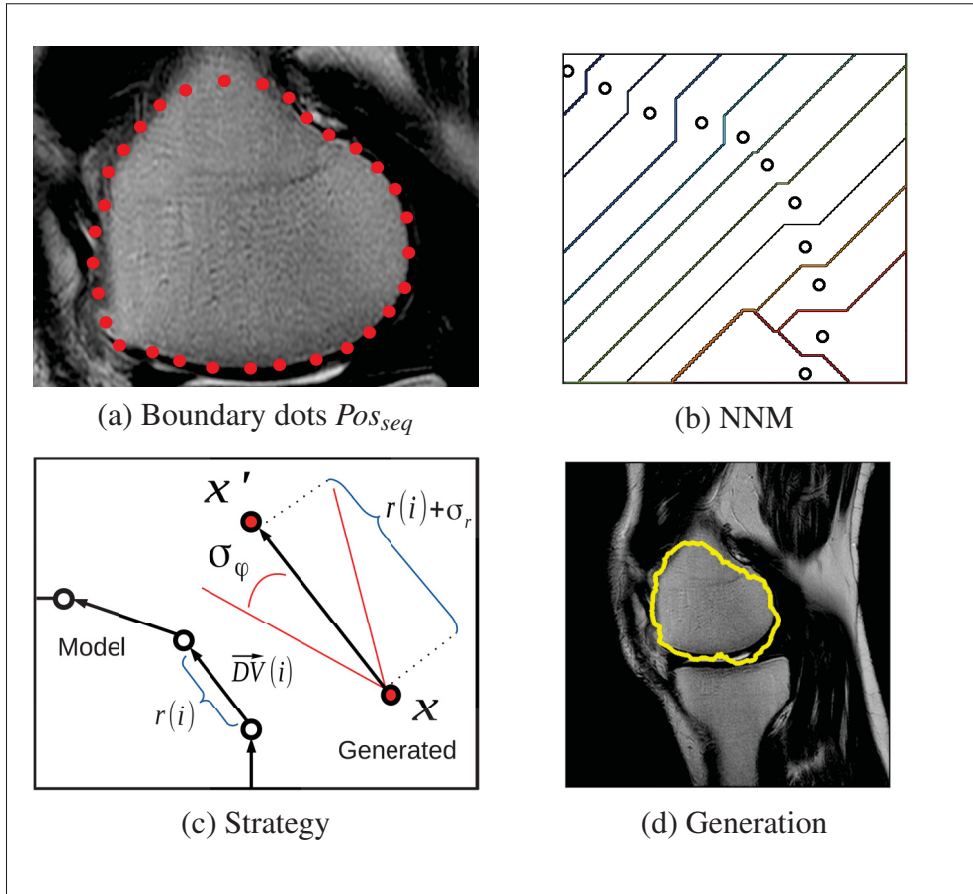 (a) Boundary dots Pos_seq
(b) NNM
x'
r(i)+σ_r
σ_φ
Model
DV⃗(i)
r(i)
x
Generated
(c) Strategy
(d) Generation